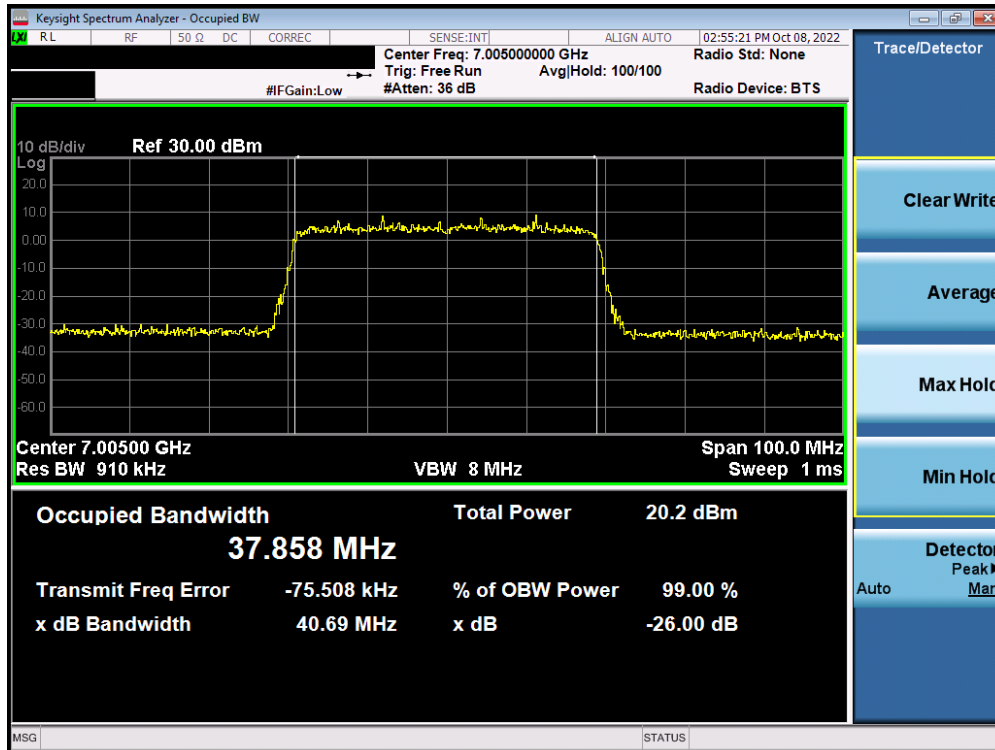 Keysight Spectrum Analyzer - Occupied BW
LXI RL RF 50 Ω DC CORREC SENSE:INT ALIGN AUTO 02:55:21 PM Oct 08, 2022
Center Freq: 7.005000000 GHz Radio Std: None
Trig: Free Run Avg|Hold: 100/100
#IFGain:Low #Atten: 36 dB Radio Device: BTS
10 dB/div Ref 30.00 dBm
Log
20.0
10.0
0.00
-10.0
-20.0
-30.0
-40.0
-50.0
-60.0
Center 7.00500 GHz Span 100.0 MHz
Res BW 910 kHz VBW 8 MHz Sweep 1 ms
Occupied Bandwidth Total Power 20.2 dBm
37.858 MHz
Transmit Freq Error -75.508 kHz % of OBW Power 99.00 %
x dB Bandwidth 40.69 MHz x dB -26.00 dB
MSG STATUS
Trace/Detector
Clear Write
Average
Max Hold
Min Hold
Detector
Peak
Auto Man